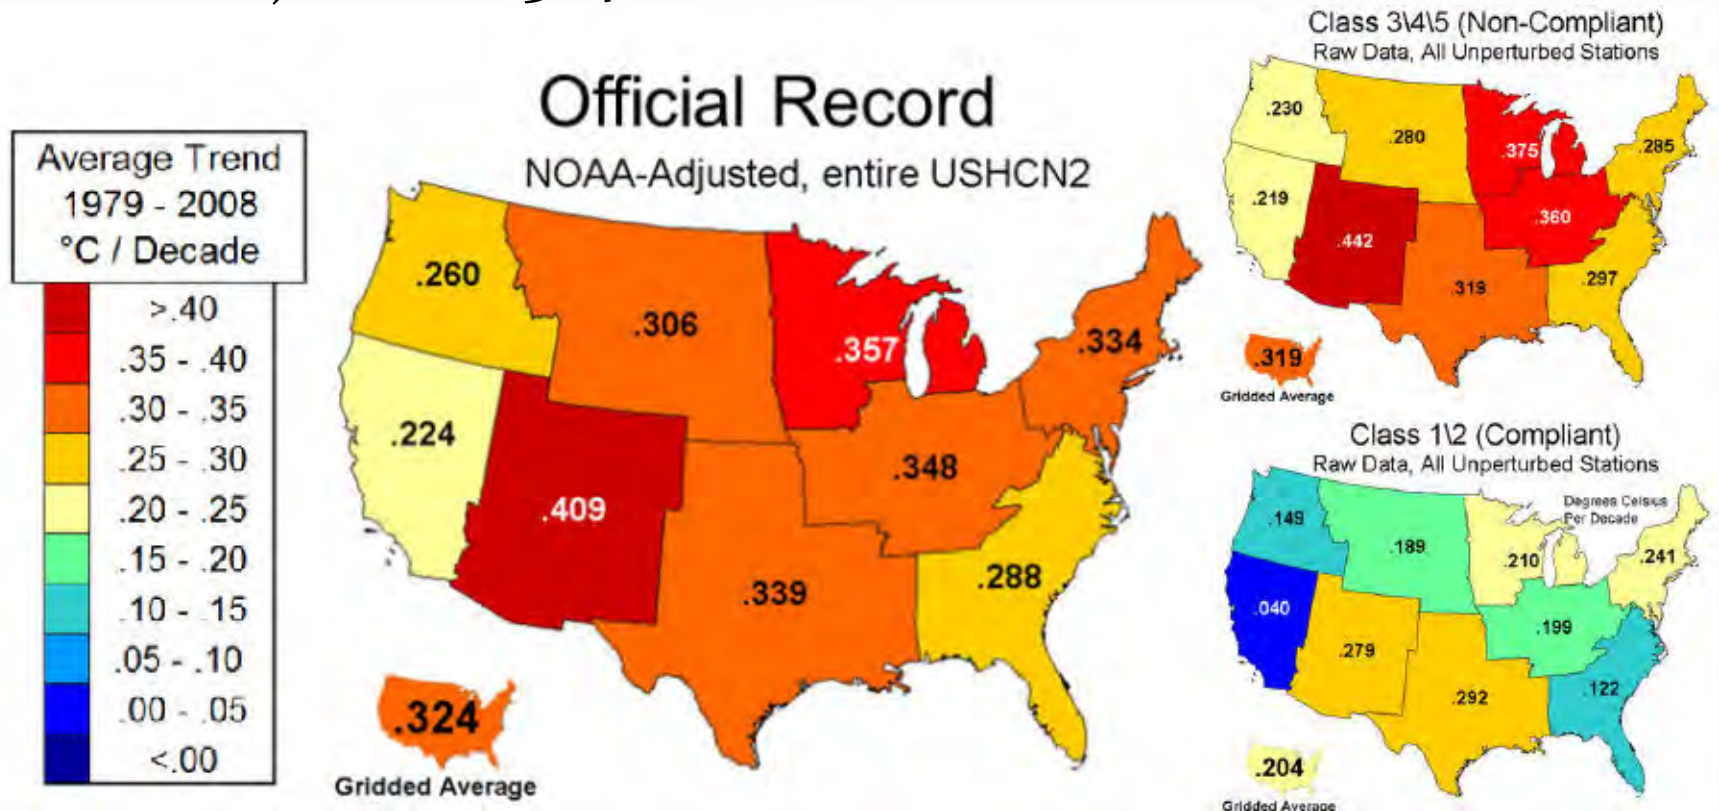 Official Record
NOAA-Adjusted, entire USHCN2
Average Trend
1979 - 2008
°C / Decade
>.40
.35 - .40
.30 - .35
.25 - .30
.20 - .25
.15 - .20
.10 - .15
.05 - .10
.00 - .05
<.00
.260
.306
.357
.334
.224
.409
.348
.339
.288
.324
Gridded Average
Class 3\4\5 (Non-Compliant)
Raw Data, All Unperturbed Stations
.230
.280
.375
.285
.219
.442
.360
.319
.297
.319
Gridded Average
Class 1\2 (Compliant)
Raw Data, All Unperturbed Stations
Degrees Celsius
Per Decade
.149
.189
.210
.241
.040
.279
.199
.292
.122
.204
Gridded Average